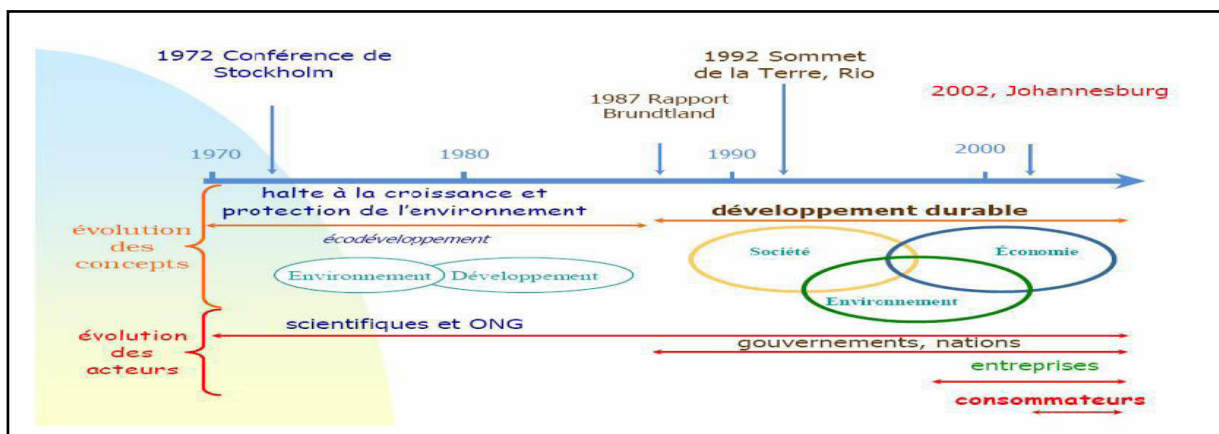 1972 Conférence de
Stockholm
1992 Sommet
de la Terre, Rio
1987 Rapport
Brundtland
2002, Johannesburg
1970
1980
1990
2000
halte à la croissance et
protection de l'environnement
développement durable
évolution
des
concepts
écodéveloppement
Environnement
Développement
Société
Économie
Environnement
scientifiques et ONG
évolution
des
acteurs
gouvernements, nations
entreprises
consommateurs